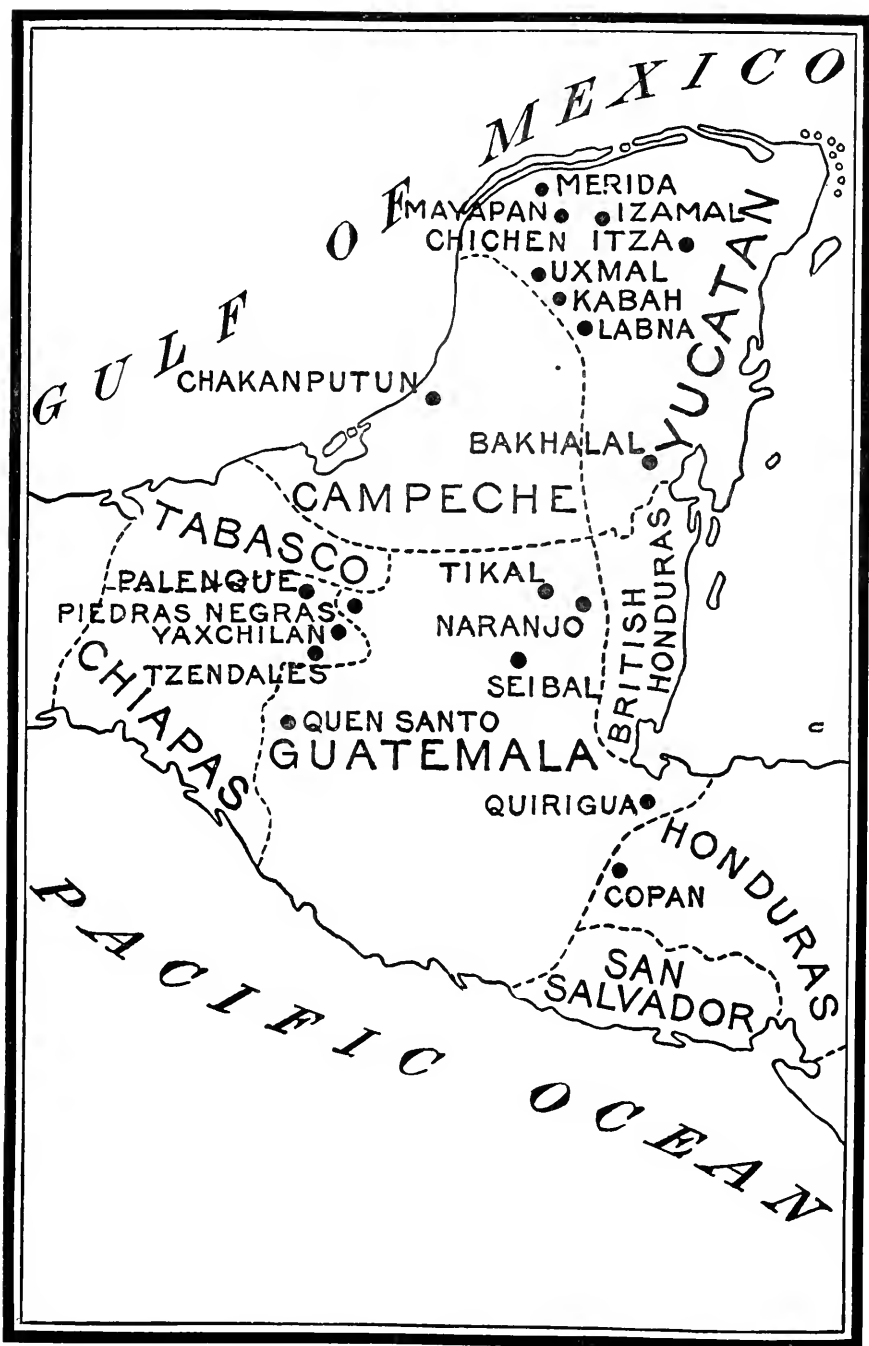 GULF OF MEXICO
MERIDA
MAYAPAN
IZAMAL
CHICHEN ITZA
UXMAL
KABAH
LABNA
YUCATAN
CHAKANPUTUN
BAKHALAL
CAMPECHE
TABASCO
PALENQUE
PIEDRAS NEGRAS
YAXCHILAN
TZENDALES
CHIAPAS
TIKAL
NARANJO
SEIBAL
BRITISH
HONDURAS
QUEN SANTO
GUATEMALA
QUIRIGUA
HONDURAS
COPAN
SAN
SALVADOR
PACIFIC OCEAN